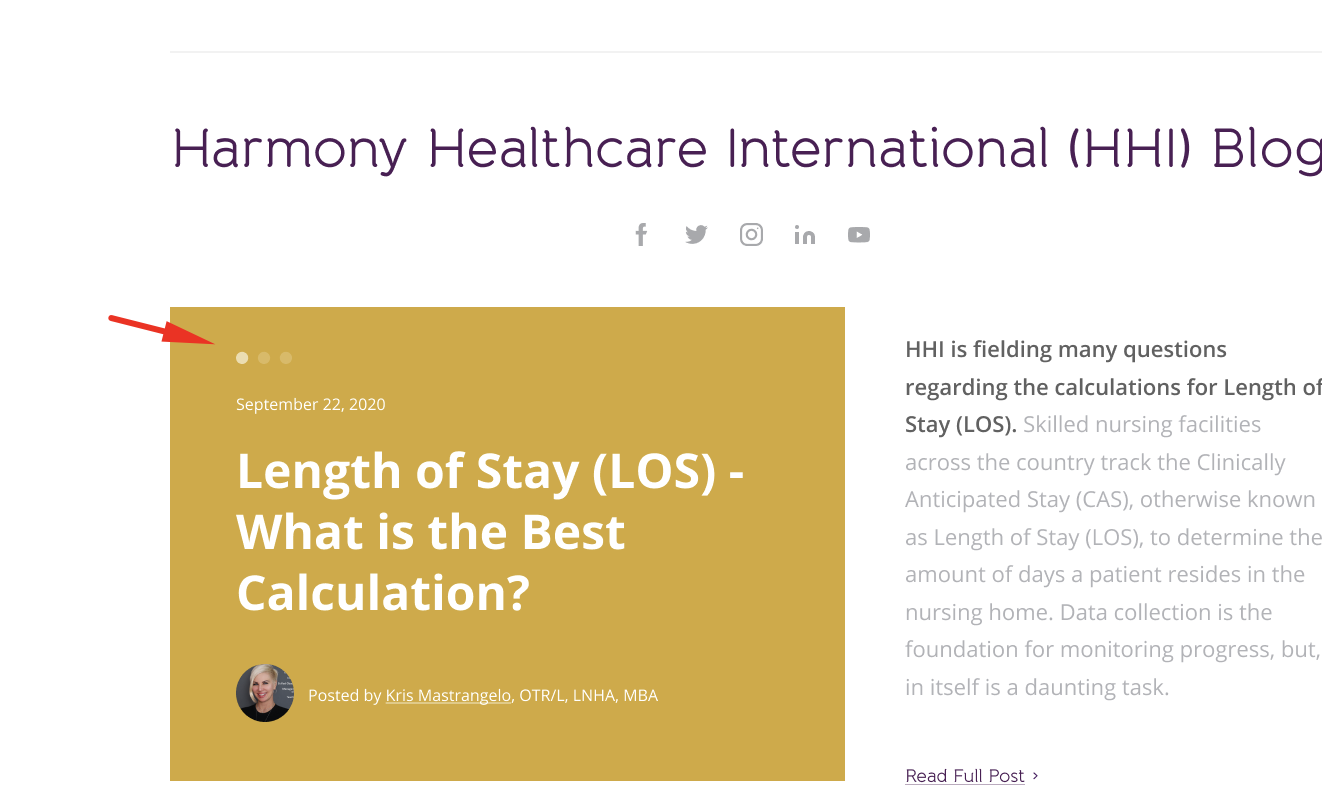 Harmony Healthcare International (HHI) Blog
September 22, 2020
Length of Stay (LOS) -
What is the Best
Calculation?
Posted by Kris Mastrangelo, OTR/L, LNHA, MBA
HHI is fielding many questions
regarding the calculations for Length of
Stay (LOS). Skilled nursing facilities
across the country track the Clinically
Anticipated Stay (CAS), otherwise known
as Length of Stay (LOS), to determine the
amount of days a patient resides in the
nursing home. Data collection is the
foundation for monitoring progress, but,
in itself is a daunting task.
Read Full Post ›